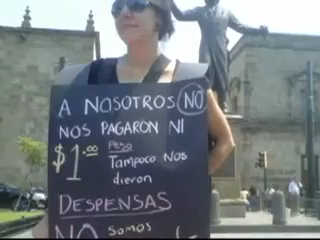 A NOSOTROS NO
NOS PAGARON NI
$1.00 Peso
Tampoco Nos
dieron
DESPENSAS
NO Somos